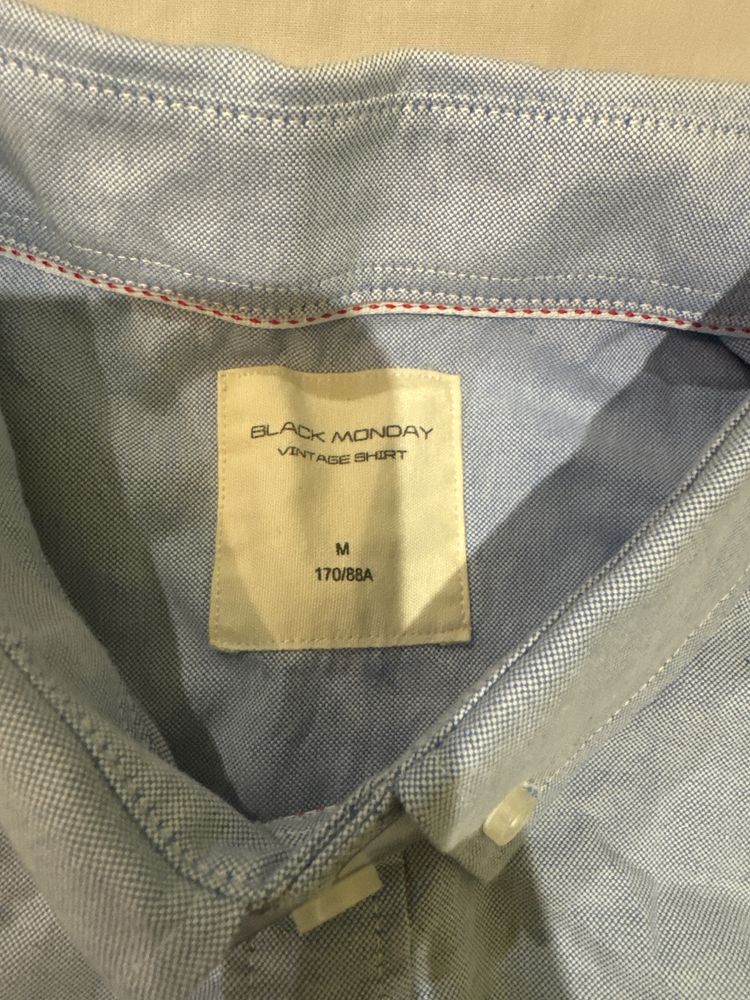 BLACK MONDAY
VINTAGE SHIRT
M
170/88A